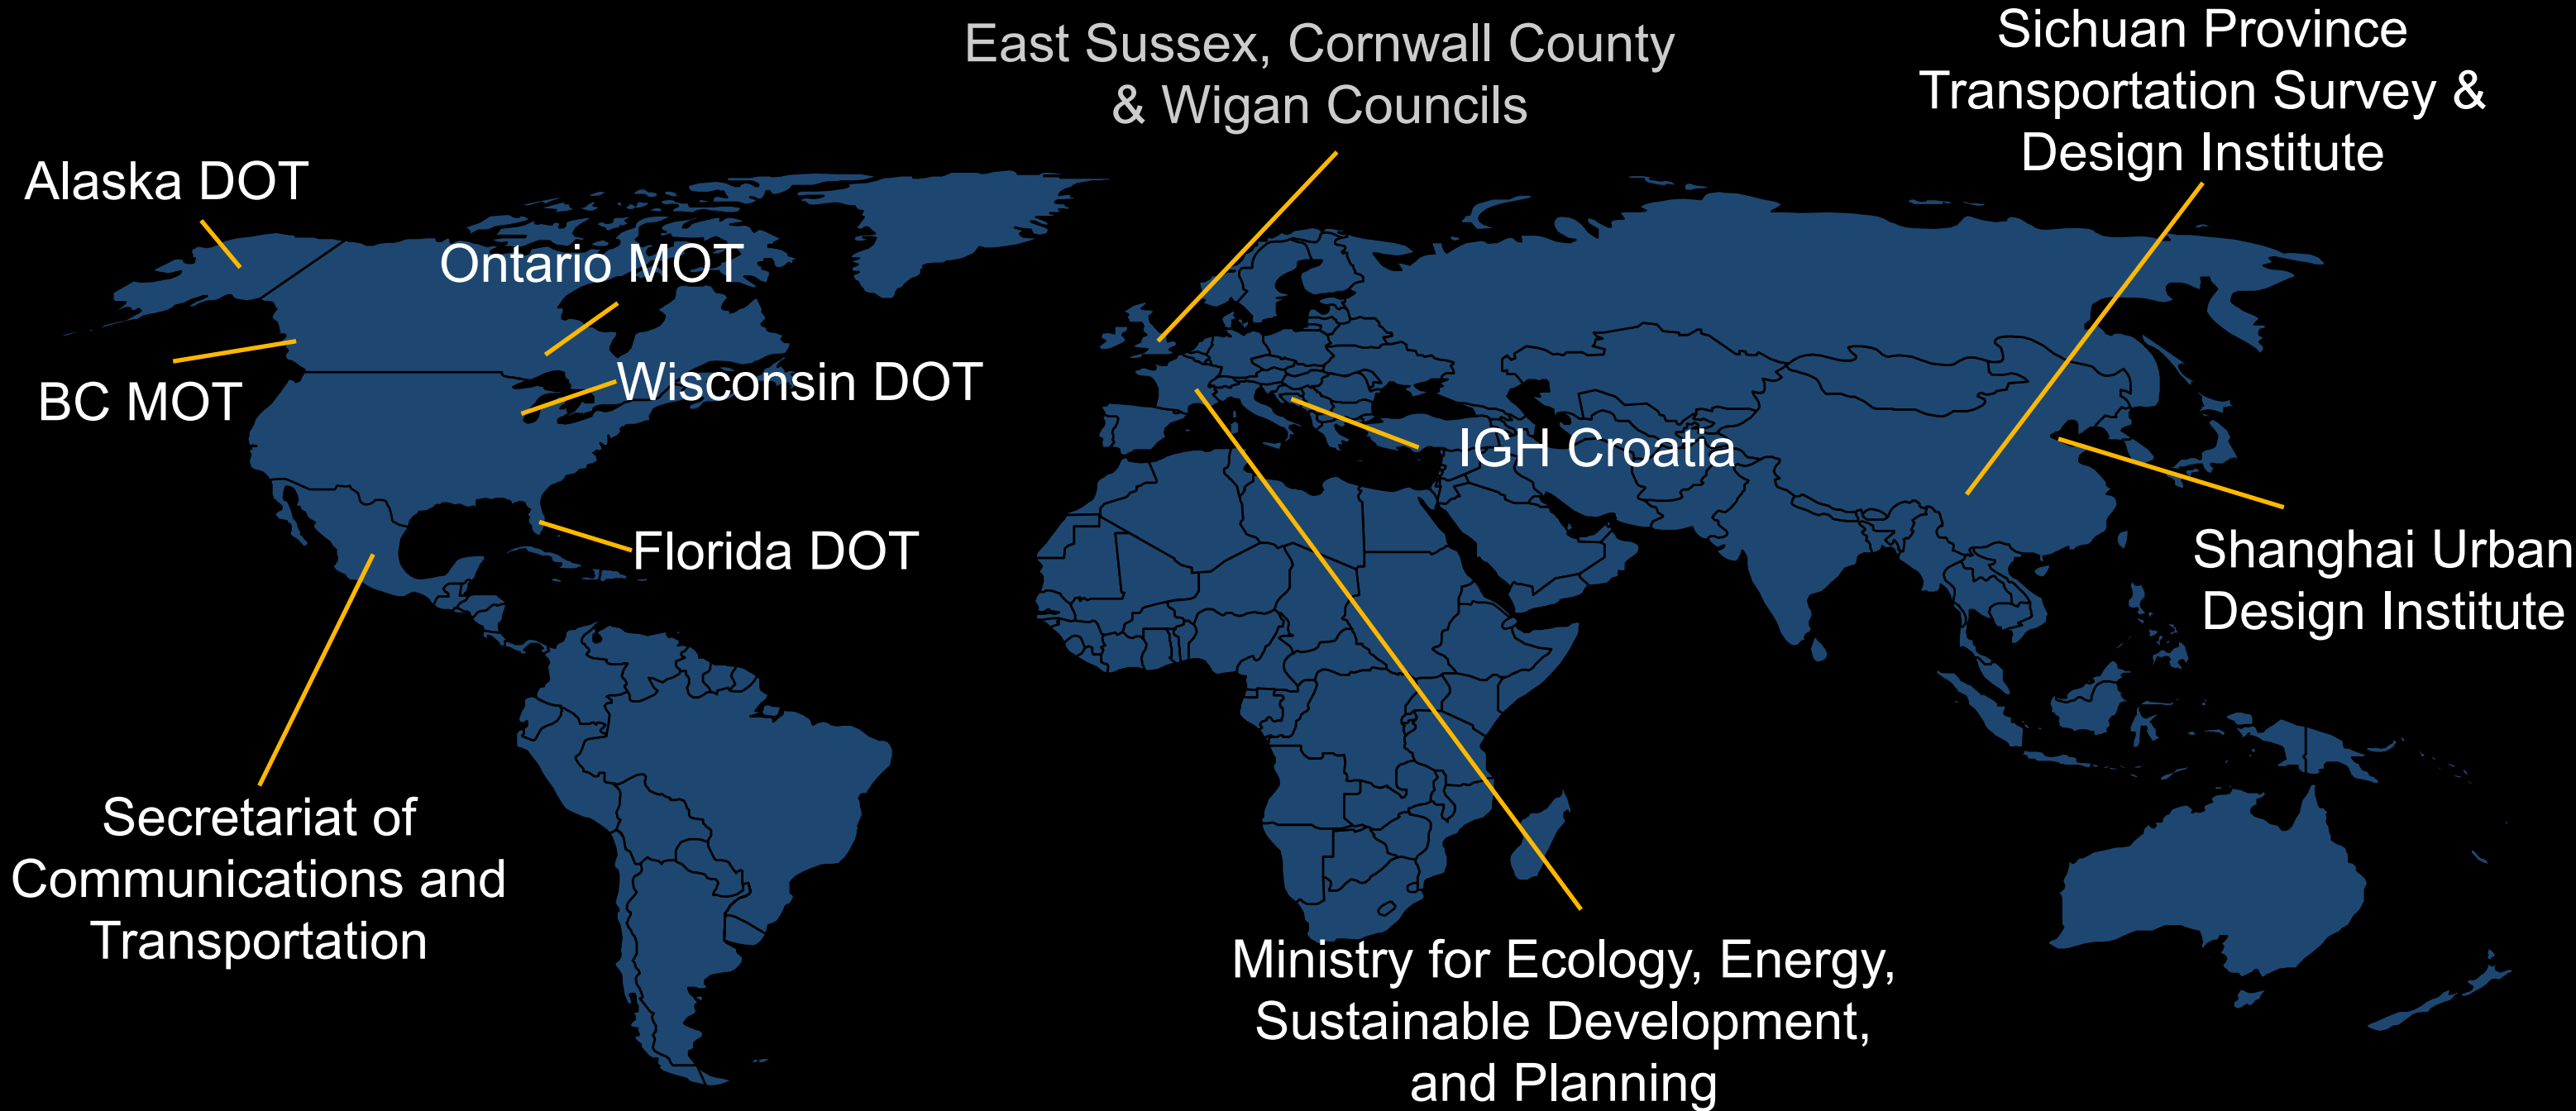 East Sussex, Cornwall County
& Wigan Councils
Sichuan Province
Transportation Survey &
Design Institute
Alaska DOT
Ontario MOT
BC MOT
Wisconsin DOT
IGH Croatia
Florida DOT
Shanghai Urban
Design Institute
Secretariat of
Communications and
Transportation
Ministry for Ecology, Energy,
Sustainable Development,
and Planning